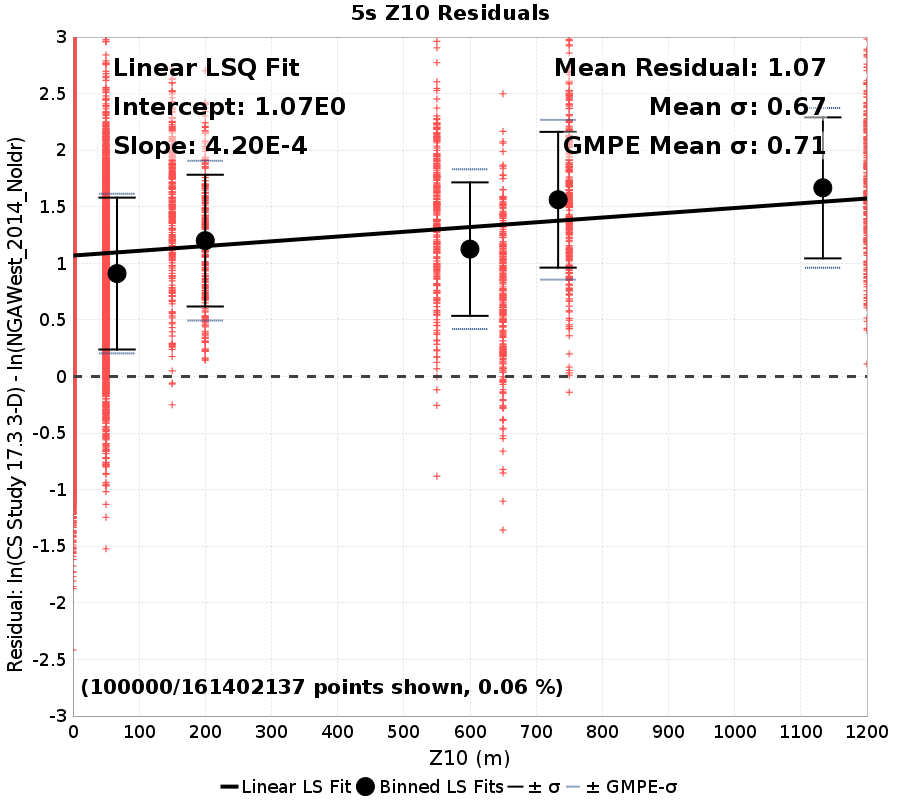 5s Z10 Residuals
Residual: ln(CS Study 17.3 3-D) - ln(NGAWest_2014_NoIdr)
3
2.5
2
1.5
1
0.5
0
-0.5
-1
-1.5
-2
-2.5
-3
Linear LSQ Fit
Intercept: 1.07E0
Slope: 4.20E-4
Mean Residual: 1.07
Mean σ: 0.67
GMPE Mean σ: 0.71
(100000/161402137 points shown, 0.06 %)
0 100 200 300 400 500 600 700 800 900 1000 1100 1200
Z10 (m)
Linear LS Fit Binned LS Fits ± σ ± GMPE-σ